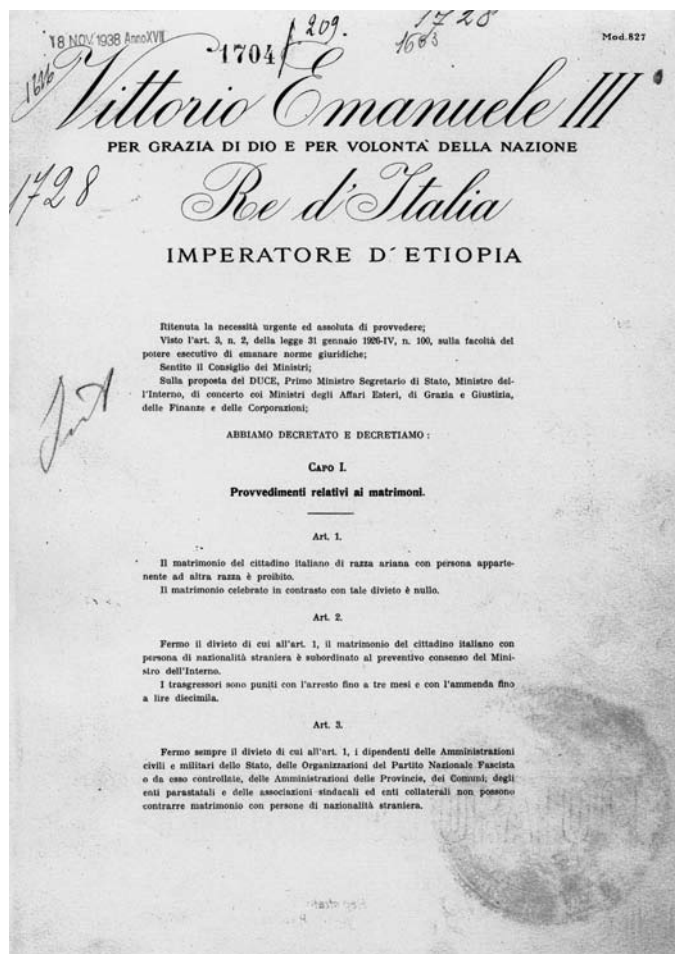 18 NOV. 1938 Anno XVII
209.
1728
1704
1683
Mod. 827
Vittorio Emanuele III
PER GRAZIA DI DIO E PER VOLONTA` DELLA NAZIONE
1728
Re d'Italia
IMPERATORE D´ETIOPIA
Ritenuta la necessità urgente ed assoluta di provvedere;
Visto l'art. 3, n. 2, della legge 31 gennaio 1926-IV, n. 100, sulla facoltà del
potere esecutivo di emanare norme giuridiche;
Sentito il Consiglio dei Ministri;
Sulla proposta del DUCE, Primo Ministro Segretario di Stato, Ministro del-
l'Interno, di concerto coi Ministri degli Affari Esteri, di Grazia e Giustizia,
delle Finanze e delle Corporazioni;
ABBIAMO DECRETATO E DECRETIAMO :
CAPO I.
Provvedimenti relativi ai matrimoni.
Art. 1.
Il matrimonio del cittadino italiano di razza ariana con persona apparte-
nente ad altra razza è proibito.
Il matrimonio celebrato in contrasto con tale divieto è nullo.
Art. 2.
Fermo il divieto di cui all'art. 1, il matrimonio del cittadino italiano con
persona di nazionalità straniera è subordinato al preventivo consenso del Mini-
stro dell'Interno.
I trasgressori sono puniti con l'arresto fino a tre mesi e con l'ammenda fino
a lire diecimila.
Art. 3.
Fermo sempre il divieto di cui all'art. 1, i dipendenti delle Amministrazioni
civili e militari dello Stato, delle Organizzazioni del Partito Nazionale Fascista
o da esso controllate, delle Amministrazioni delle Provincie, dei Comuni, degli
enti parastatali e delle associazioni sindacali ed enti collaterali non possono
contrarre matrimonio con persone di nazionalità straniera.